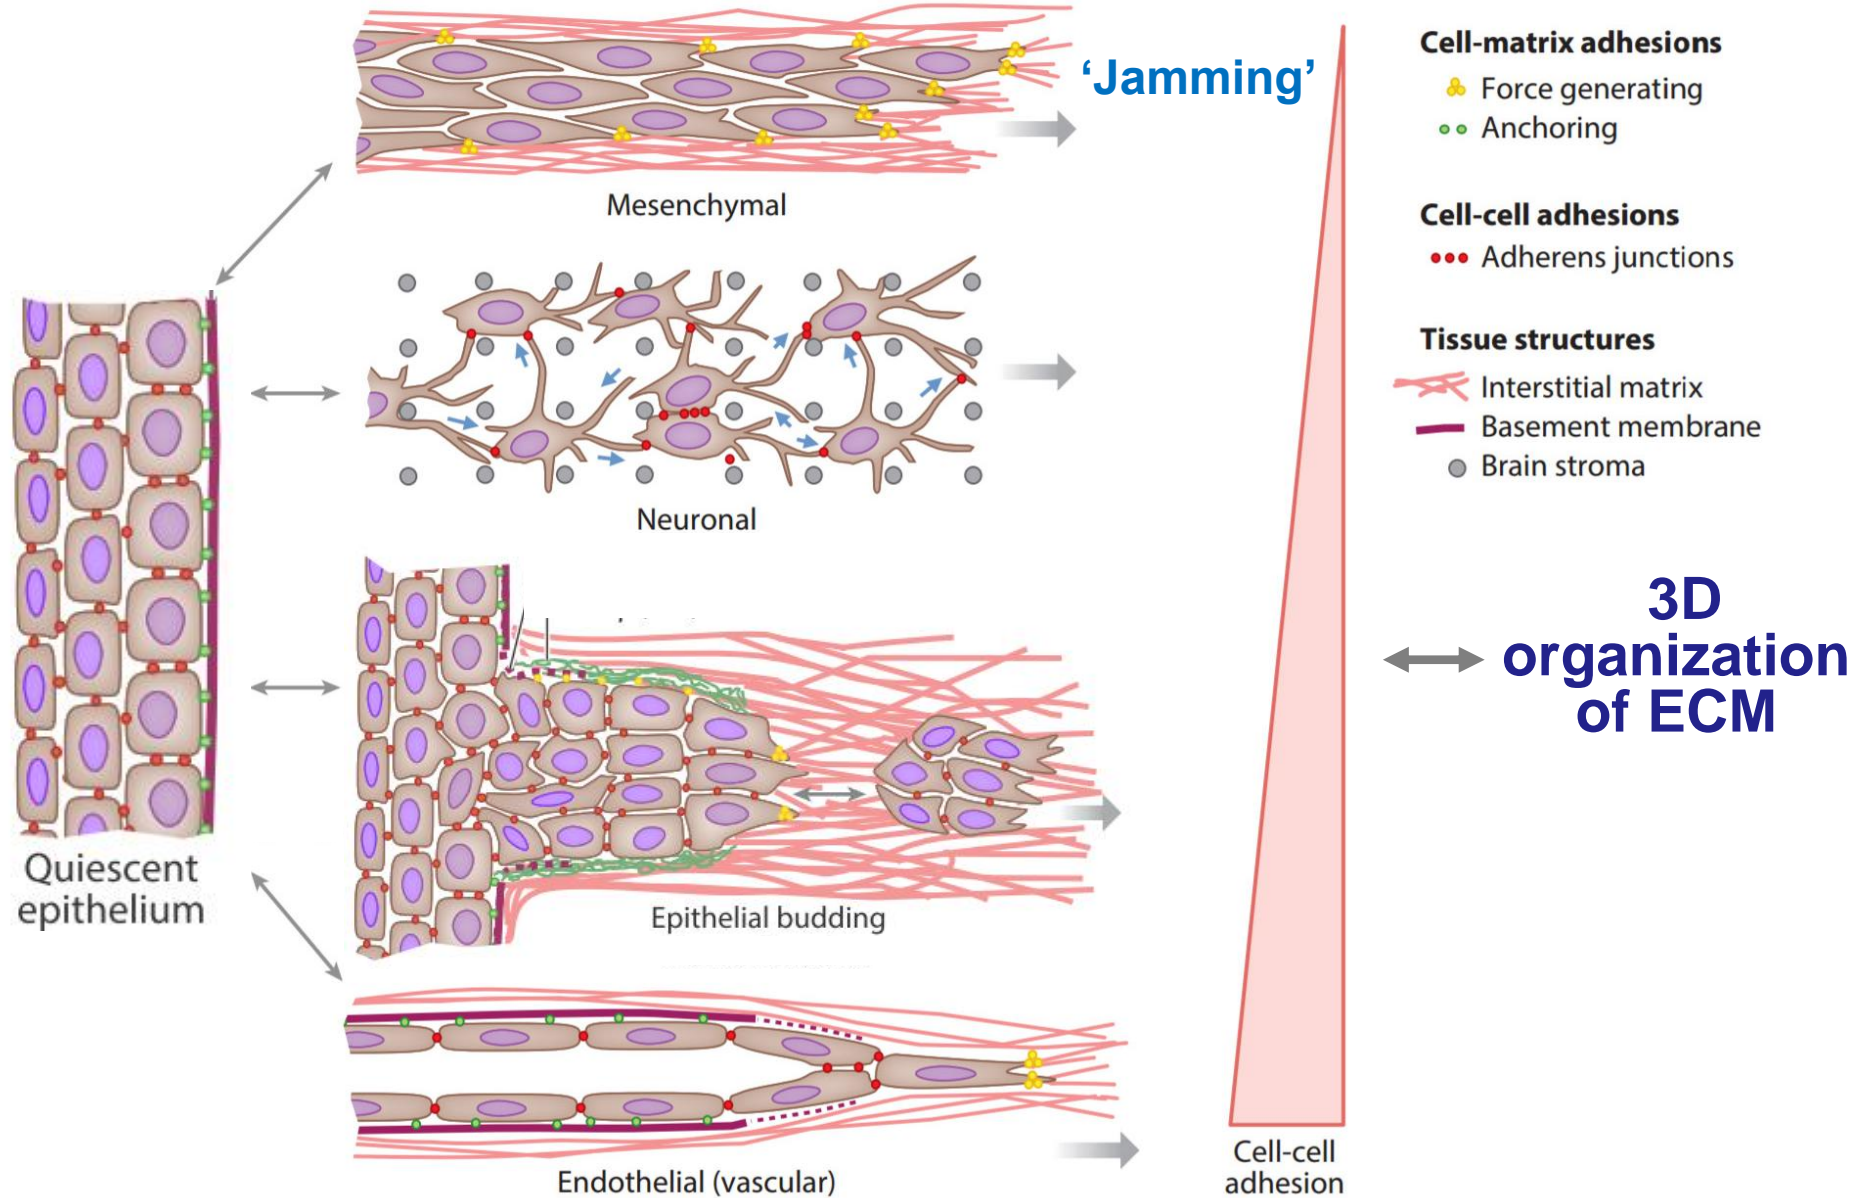 ‘Jamming’
Mesenchymal
Neuronal
Quiescent
epithelium
Epithelial budding
Endothelial (vascular)
Cell-cell
adhesion
Cell-matrix adhesions
Force generating
Anchoring
Cell-cell adhesions
Adherens junctions
Tissue structures
Interstitial matrix
Basement membrane
Brain stroma
3D
organization
of ECM